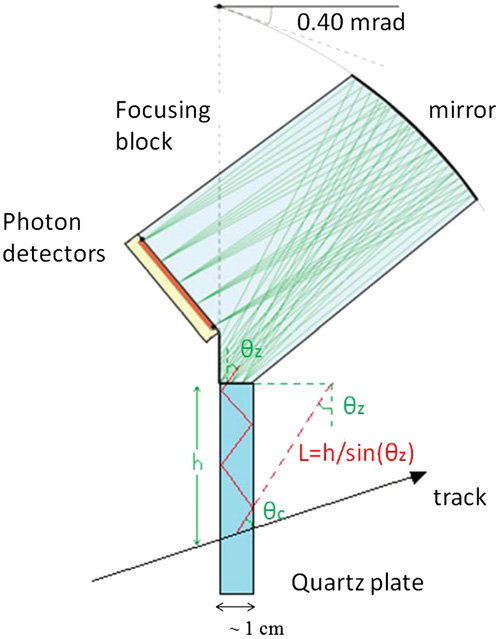 0.40 mrad
Focusing
block
mirror
Photon
detectors
θz
θz
h
L=h/sin(θz)
θc
track
Quartz plate
~ 1 cm